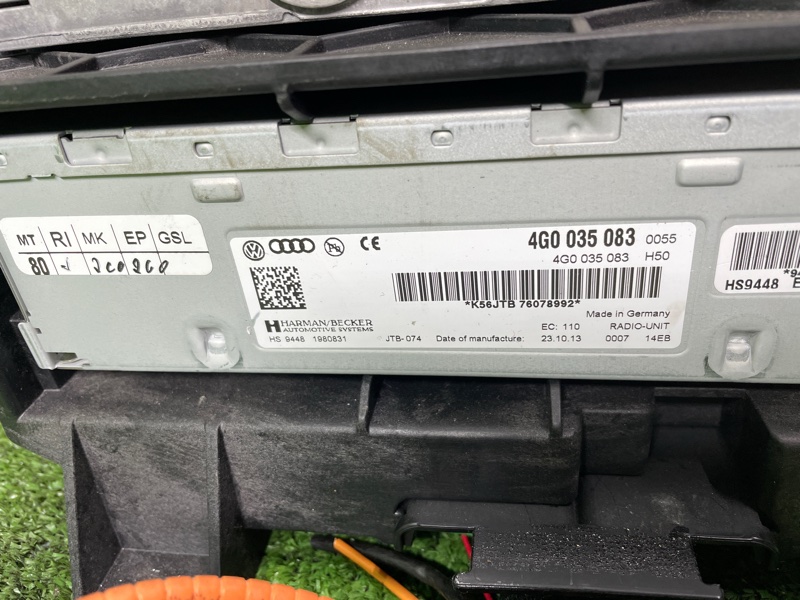 MT RI MK EP GSL
80
4G0 035 083 0055
4G0 035 083 H50
*K56JTB 76078992*
Made in Germany
HARMAN/BECKER
AUTOMOTIVE SYSTEMS
EC: 110 RADIO-UNIT
HS 9448 1980831 JTB-074 Date of manufacture: 23.10.13 0007 14EB
HS9448